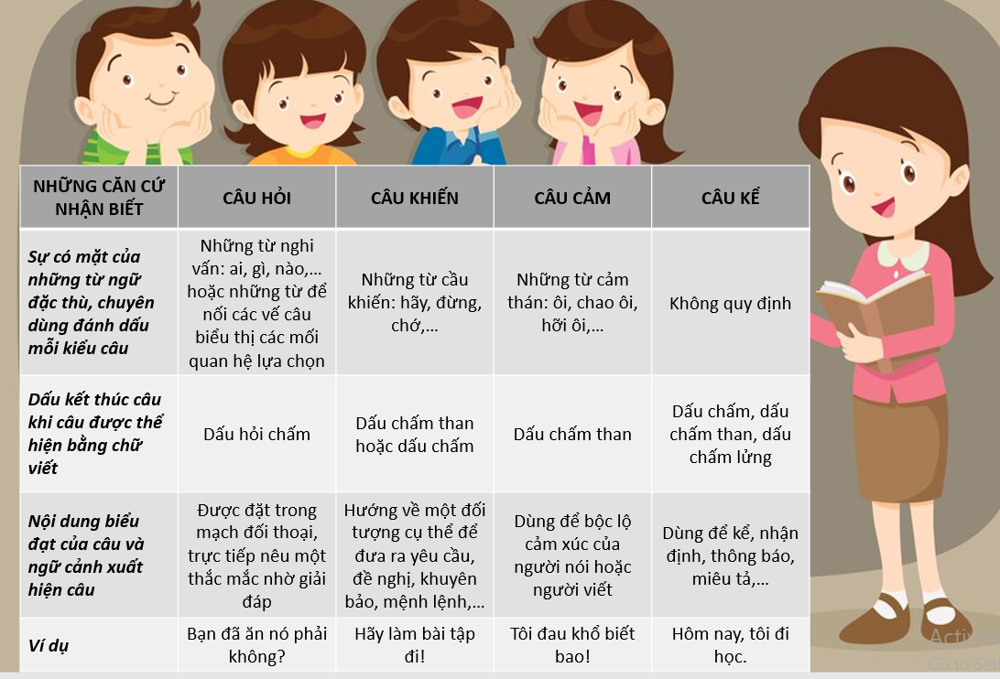 NHỮNG CĂN CỨ
NHẬN BIẾT
CÂU HỎI
CÂU KHIẾN
CÂU CẢM
CÂU KỂ
Sự có mặt của
những từ ngữ
đặc thù, chuyên
dùng đánh dấu
mỗi kiểu câu
Những từ nghi
vấn: ai, gì, nào,...
hoặc những từ để
nối các vế câu
biểu thị các mối
quan hệ lựa chọn
Những từ cầu
khiến: hãy, đừng,
chớ,...
Những từ cảm
thán: ôi, chao ôi,
hỡi ôi,...
Không quy định
Dấu kết thúc câu
khi câu được thể
hiện bằng chữ
viết
Dấu hỏi chấm
Dấu chấm than
hoặc dấu chấm
Dấu chấm than
Dấu chấm, dấu
chấm than, dấu
chấm lửng
Nội dung biểu
đạt của câu và
ngữ cảnh xuất
hiện câu
Được đặt trong
mạch đối thoại,
trực tiếp nêu một
thắc mắc nhờ giải
đáp
Hướng về một đối
tượng cụ thể để
đưa ra yêu cầu,
đề nghị, khuyên
bảo, mệnh lệnh,...
Dùng để bộc lộ
cảm xúc của
người nói hoặc
người viết
Dùng để kể, nhận
định, thông báo,
miêu tả,...
Ví dụ
Bạn đã ăn nó phải
không?
Hãy làm bài tập
đi!
Tôi đau khổ biết
bao!
Hôm nay, tôi đi
học.
Go to